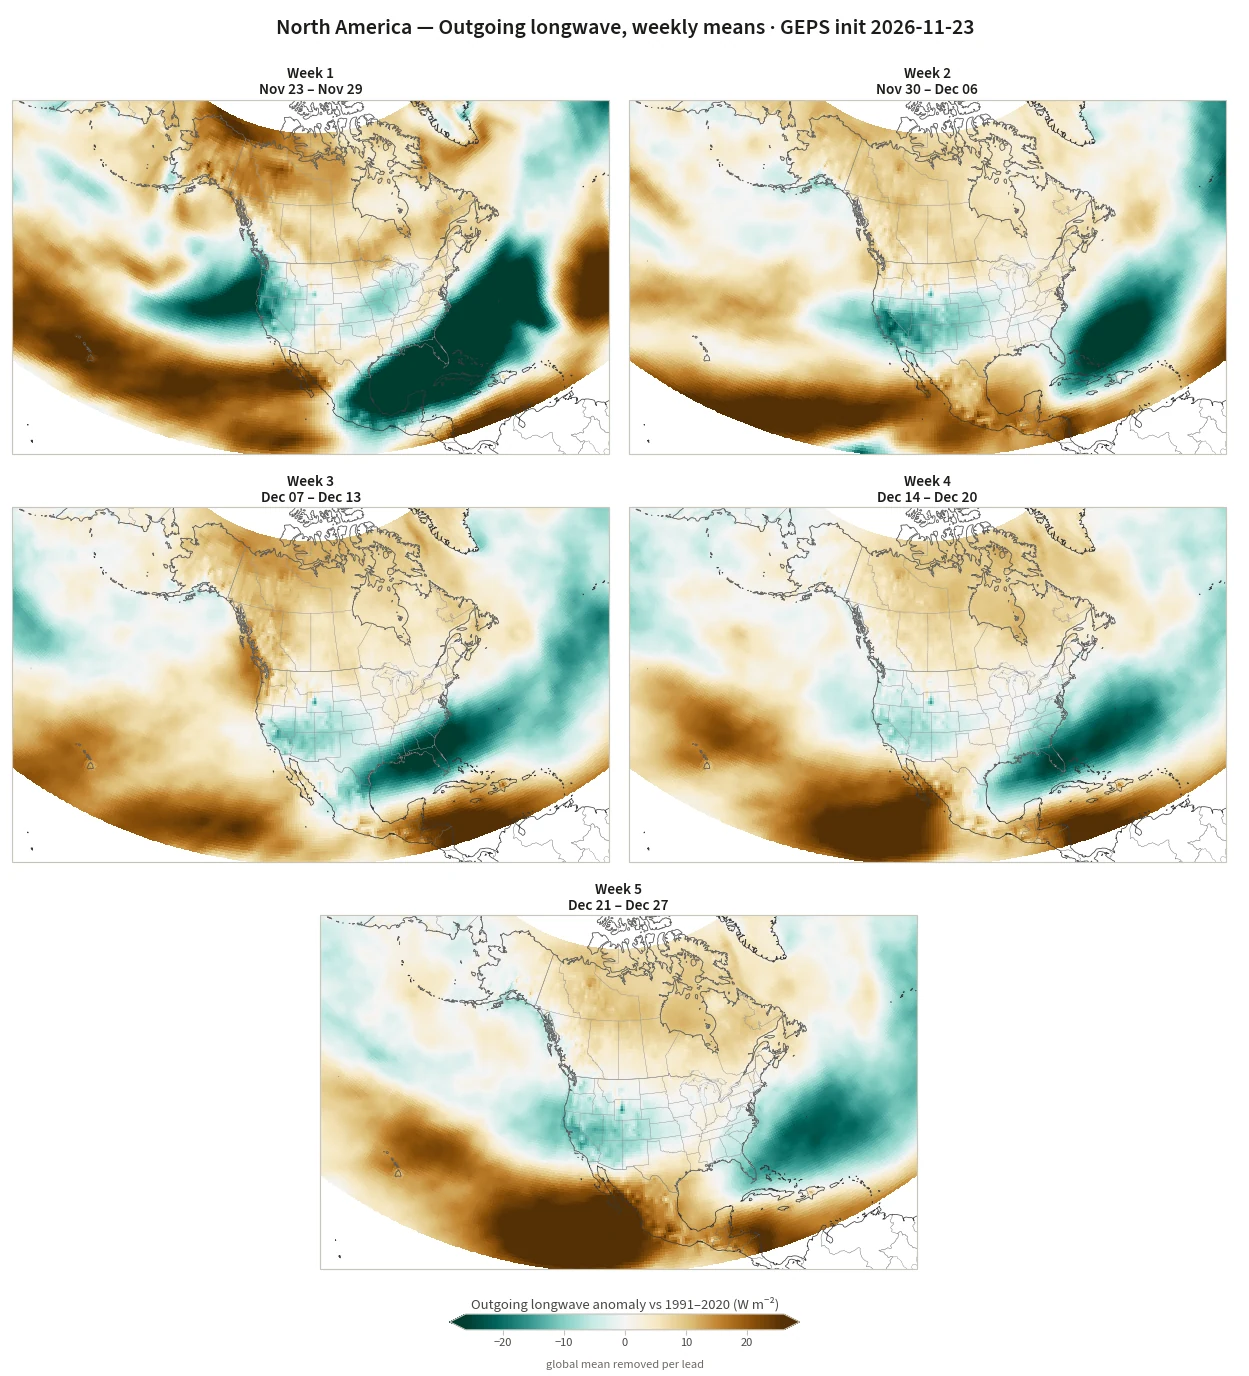 North America — Outgoing longwave, weekly means · GEPS init 2026-11-23
Week 1
Nov 23 – Nov 29
Week 2
Nov 30 – Dec 06
Week 3
Dec 07 – Dec 13
Week 4
Dec 14 – Dec 20
Week 5
Dec 21 – Dec 27
Outgoing longwave anomaly vs 1991–2020 (W m⁻²)
−20 −10 0 10 20
global mean removed per lead